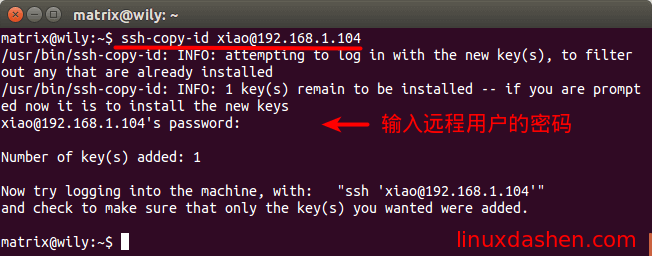 matrix@wily: ~
matrix@wily:~$ ssh-copy-id xiao@192.168.1.104
/usr/bin/ssh-copy-id: INFO: attempting to log in with the new key(s), to filter
out any that are already installed
/usr/bin/ssh-copy-id: INFO: 1 key(s) remain to be installed -- if you are prompt
ed now it is to install the new keys
xiao@192.168.1.104's password:
输入远程用户的密码
Number of key(s) added: 1
Now try logging into the machine, with:   "ssh 'xiao@192.168.1.104'"
and check to make sure that only the key(s) you wanted were added.
matrix@wily:~$
linuxdashen.com